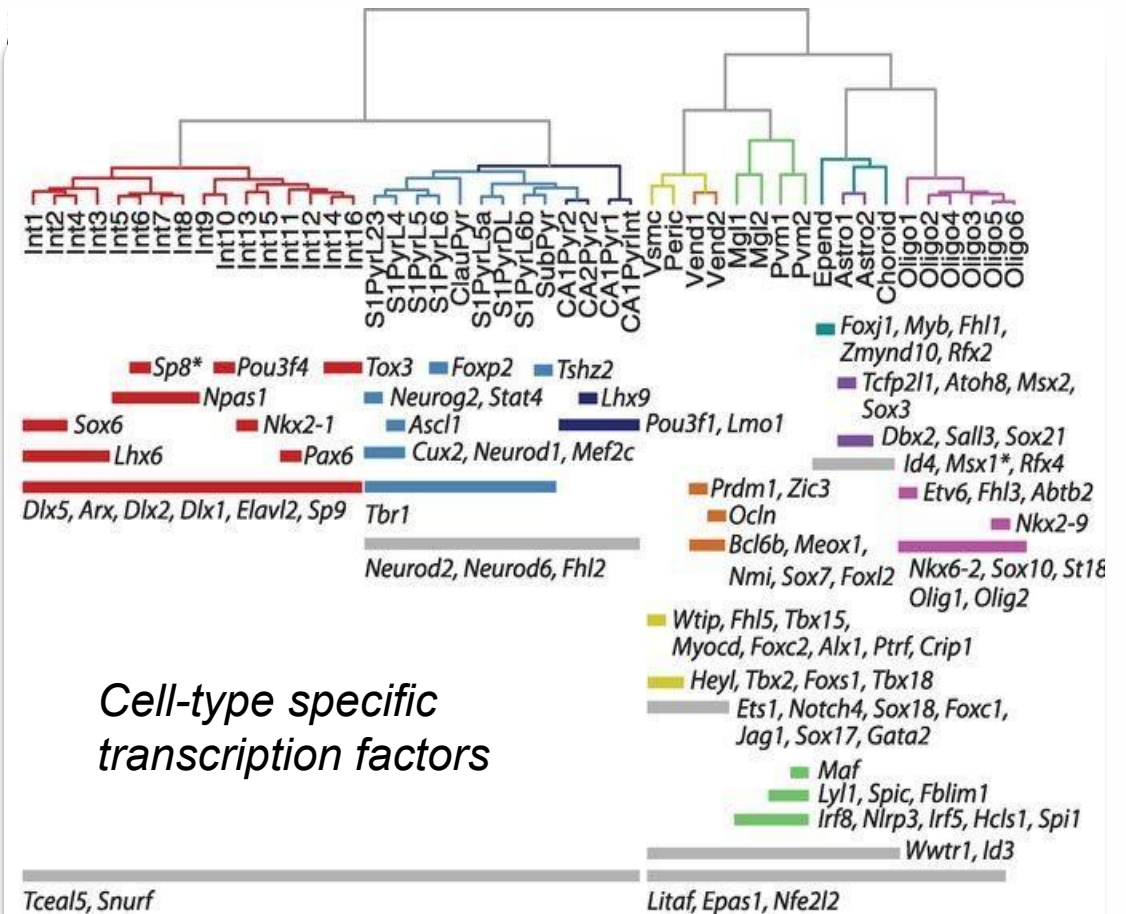 Int1
Int2
Int4
Int3
Int5
Int6
Int7
Int8
Int9
Int10
Int13
Int15
Int11
Int12
Int14
Int16
S1PyrL23
S1PyrL4
S1PyrL5
S1PyrL6
ClauPyr
S1PyrL5a
S1PyrDL
S1PyrL6b
SubPyr
CA1Pyr2
CA2Pyr2
CA1Pyr1
CA1PyrInt
Vsmc
Peric
Vend1
Vend2
Mgl1
Mgl2
Pvm1
Pvm2
Epend
Astro1
Astro2
Choroid
Oligo1
Oligo2
Oligo4
Oligo3
Oligo5
Oligo6
Foxj1, Myb, Fhl1,
Zmynd10, Rfx2
Sp8*
Pou3f4
Tox3
Foxp2
Tshz2
Tcfp2l1, Atoh8, Msx2,
Sox3
Npas1
Neurog2, Stat4
Lhx9
Sox6
Nkx2-1
Ascl1
Pou3f1, Lmo1
Dbx2, Sall3, Sox21
Lhx6
Pax6
Cux2, Neurod1, Mef2c
Id4, Msx1*, Rfx4
Dlx5, Arx, Dlx2, Dlx1, Elavl2, Sp9
Tbr1
Prdm1, Zic3
Etv6, Fhl3, Abtb2
Ocln
Nkx2-9
Bcl6b, Meox1,
Nmi, Sox7, Foxl2
Neurod2, Neurod6, Fhl2
Nkx6-2, Sox10, St18
Olig1, Olig2
Wtip, Fhl5, Tbx15,
Myocd, Foxc2, Alx1, Ptrf, Crip1
Heyl, Tbx2, Foxs1, Tbx18
Ets1, Notch4, Sox18, Foxc1,
Jag1, Sox17, Gata2
Cell-type specific
transcription factors
Maf
Lyl1, Spic, Fblim1
Irf8, Nlrp3, Irf5, Hcls1, Spi1
Wwtr1, Id3
Tceal5, Snurf
Litaf, Epas1, Nfe2l2